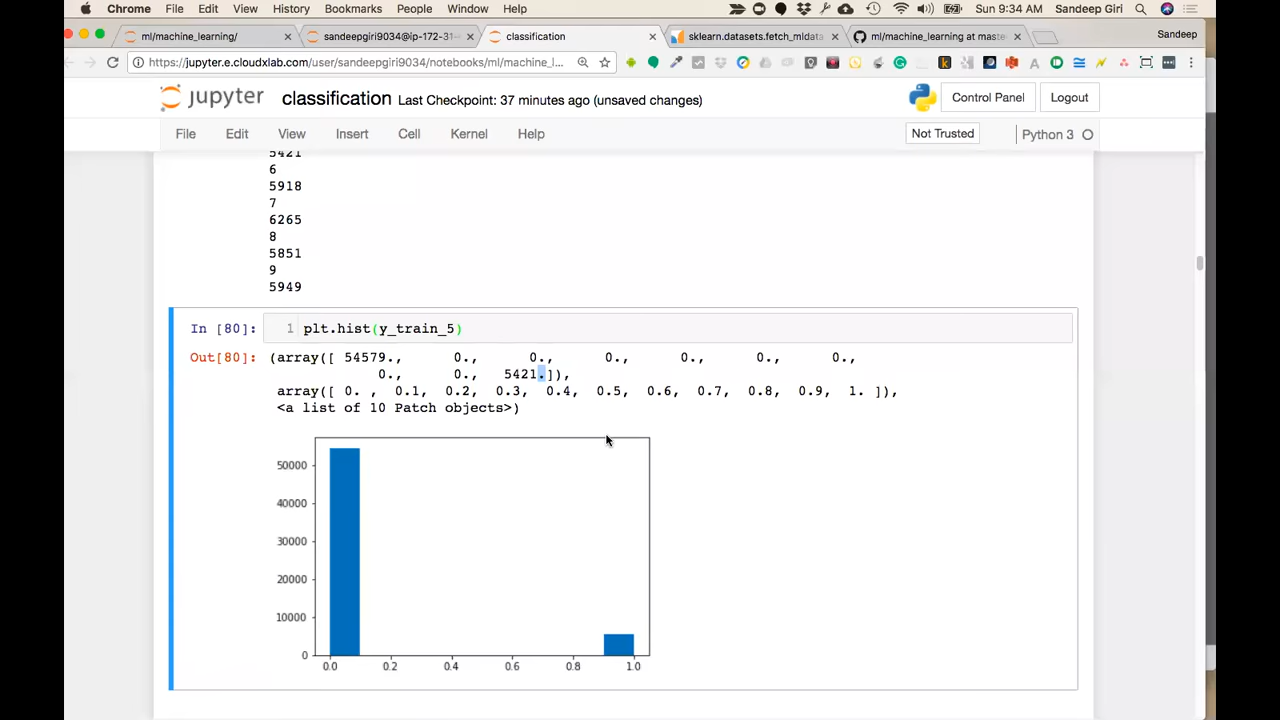 Chrome File Edit View History Bookmarks People Window Help Sun 9:34 AM Sandeep Giri
ml/machine_learning/ sandeepgiri9034@ip-172-31- classification sklearn.datasets.fetch_mldata ml/machine_learning at maste Sandeep
https://jupyter.e.cloudxlab.com/user/sandeepgiri9034/notebooks/ml/machine_l...
jupyter classification Last Checkpoint: 37 minutes ago (unsaved changes) Control Panel Logout
File Edit View Insert Cell Kernel Help Not Trusted Python 3
5421
6
5918
7
6265
8
5851
9
5949
In [80]: 1 plt.hist(y_train_5)
Out[80]: (array([ 54579., 0., 0., 0., 0., 0., 0.,
0., 0., 5421.]),
array([ 0. , 0.1, 0.2, 0.3, 0.4, 0.5, 0.6, 0.7, 0.8, 0.9, 1. ]),
<a list of 10 Patch objects>)
50000
40000
30000
20000
10000
0
0.0 0.2 0.4 0.6 0.8 1.0